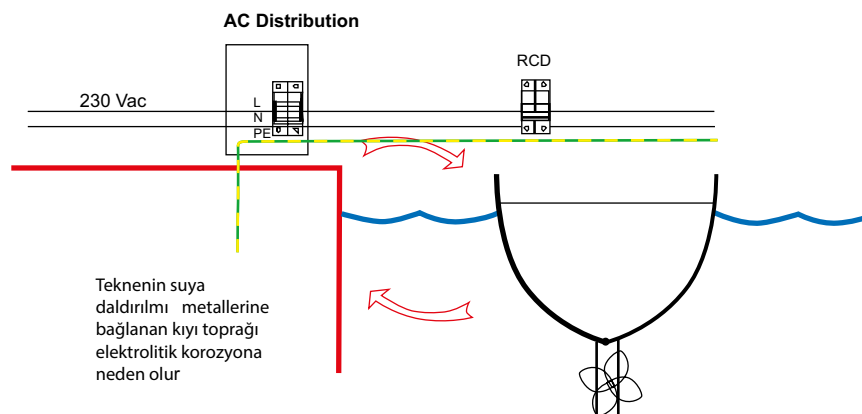 AC Distribution
RCD
230 Vac
L
N
PE
Teknenin suya
daldırılmı metallerine
bağlanan kıyı toprağı
elektrolitik korozyona
neden olur